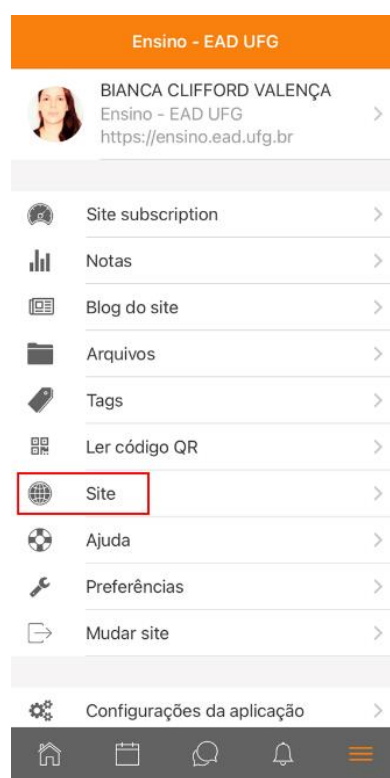 Ensino - EAD UFG
BIANCA CLIFFORD VALENÇA
Ensino - EAD UFG
https://ensino.ead.ufg.br
Site subscription
Notas
Blog do site
Arquivos
Tags
Ler código QR
Site
Ajuda
Preferências
Mudar site
Configurações da aplicação